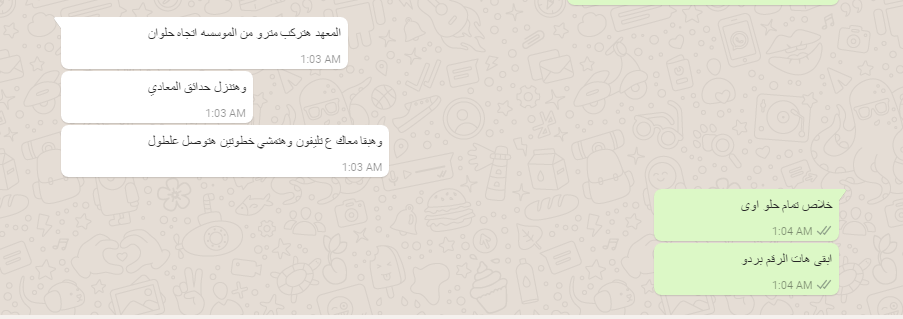 المعهد هتركب مترو من الموسسه اتجاه حلوان
1:03 AM
وهتنزل حدائق المعادي
1:03 AM
وهبقا معاك ع تليفون وهتمشي خطوتين هتوصل علطول
1:03 AM
خلاص تمام حلو اوى
1:04 AM
ابقى هات الرقم بردو
1:04 AM